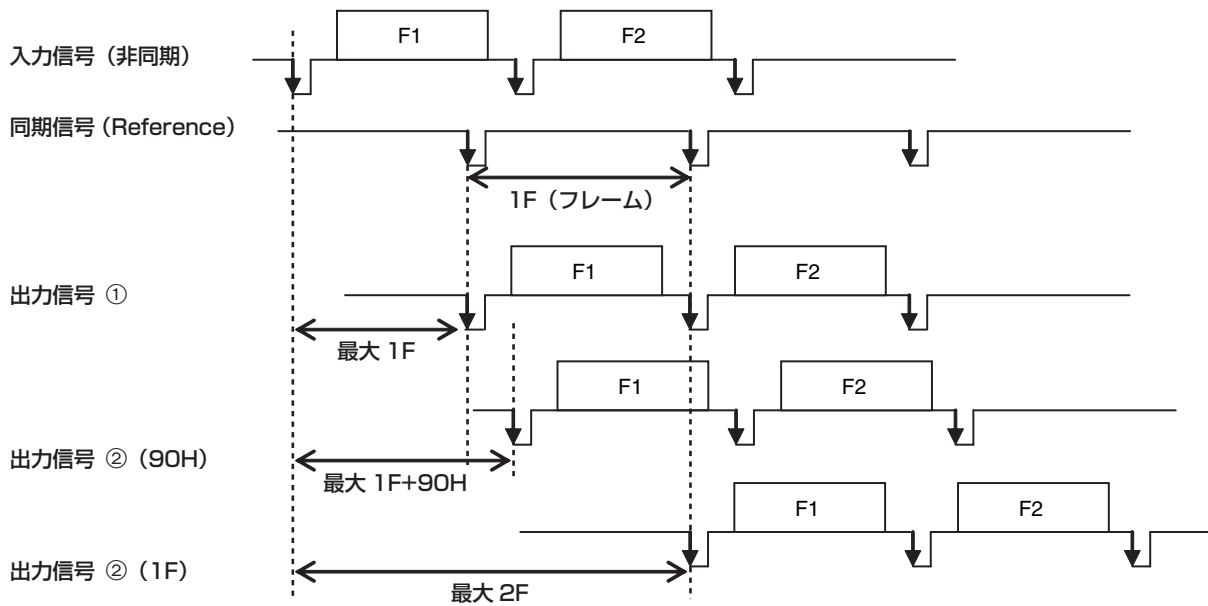 入力信号（非同期）
F1
F2
同期信号（Reference）
1F（フレーム）
出力信号 ①
F1
F2
最大 1F
出力信号 ②（90H）
F1
F2
最大 1F+90H
出力信号 ②（1F）
F1
F2
最大 2F